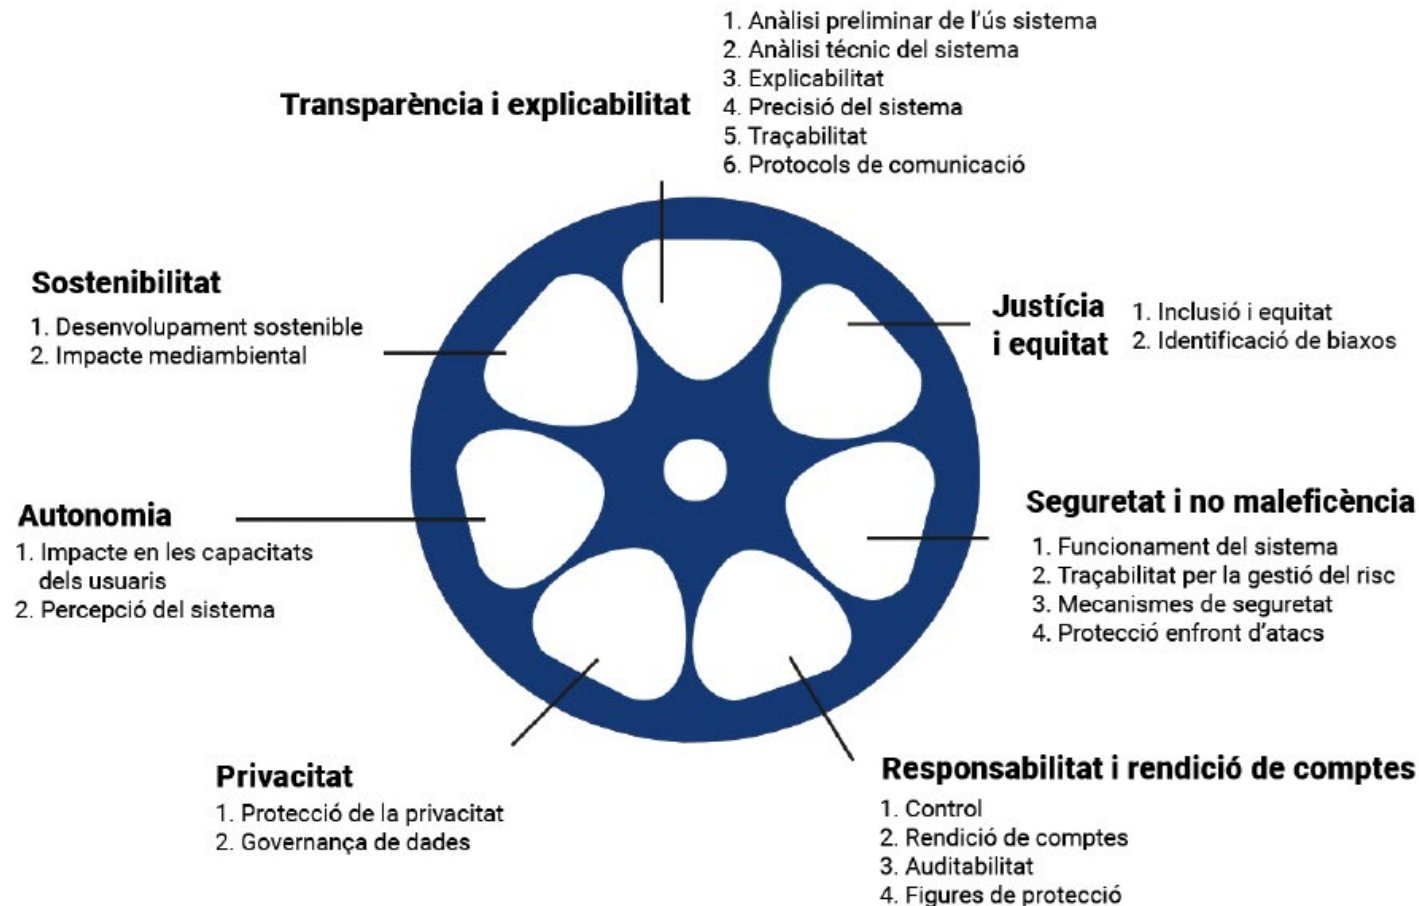 Transparència i explicabilitat
1. Anàlisi preliminar de l'ús sistema
2. Anàlisi técnic del sistema
3. Explicabilitat
4. Precisió del sistema
5. Traçabilitat
6. Protocols de comunicació
Justícia
i equitat
1. Inclusió i equitat
2. Identificació de biaxos
Seguretat i no maleficència
1. Funcionament del sistema
2. Traçabilitat per la gestió del risc
3. Mecanismes de seguretat
4. Protecció enfront d'atacs
Responsabilitat i rendició de comptes
1. Control
2. Rendició de comptes
3. Auditabilitat
4. Figures de protecció
Privacitat
1. Protecció de la privacitat
2. Governança de dades
Autonomia
1. Impacte en les capacitats
dels usuaris
2. Percepció del sistema
Sostenibilitat
1. Desenvolupament sostenible
2. Impacte mediambiental